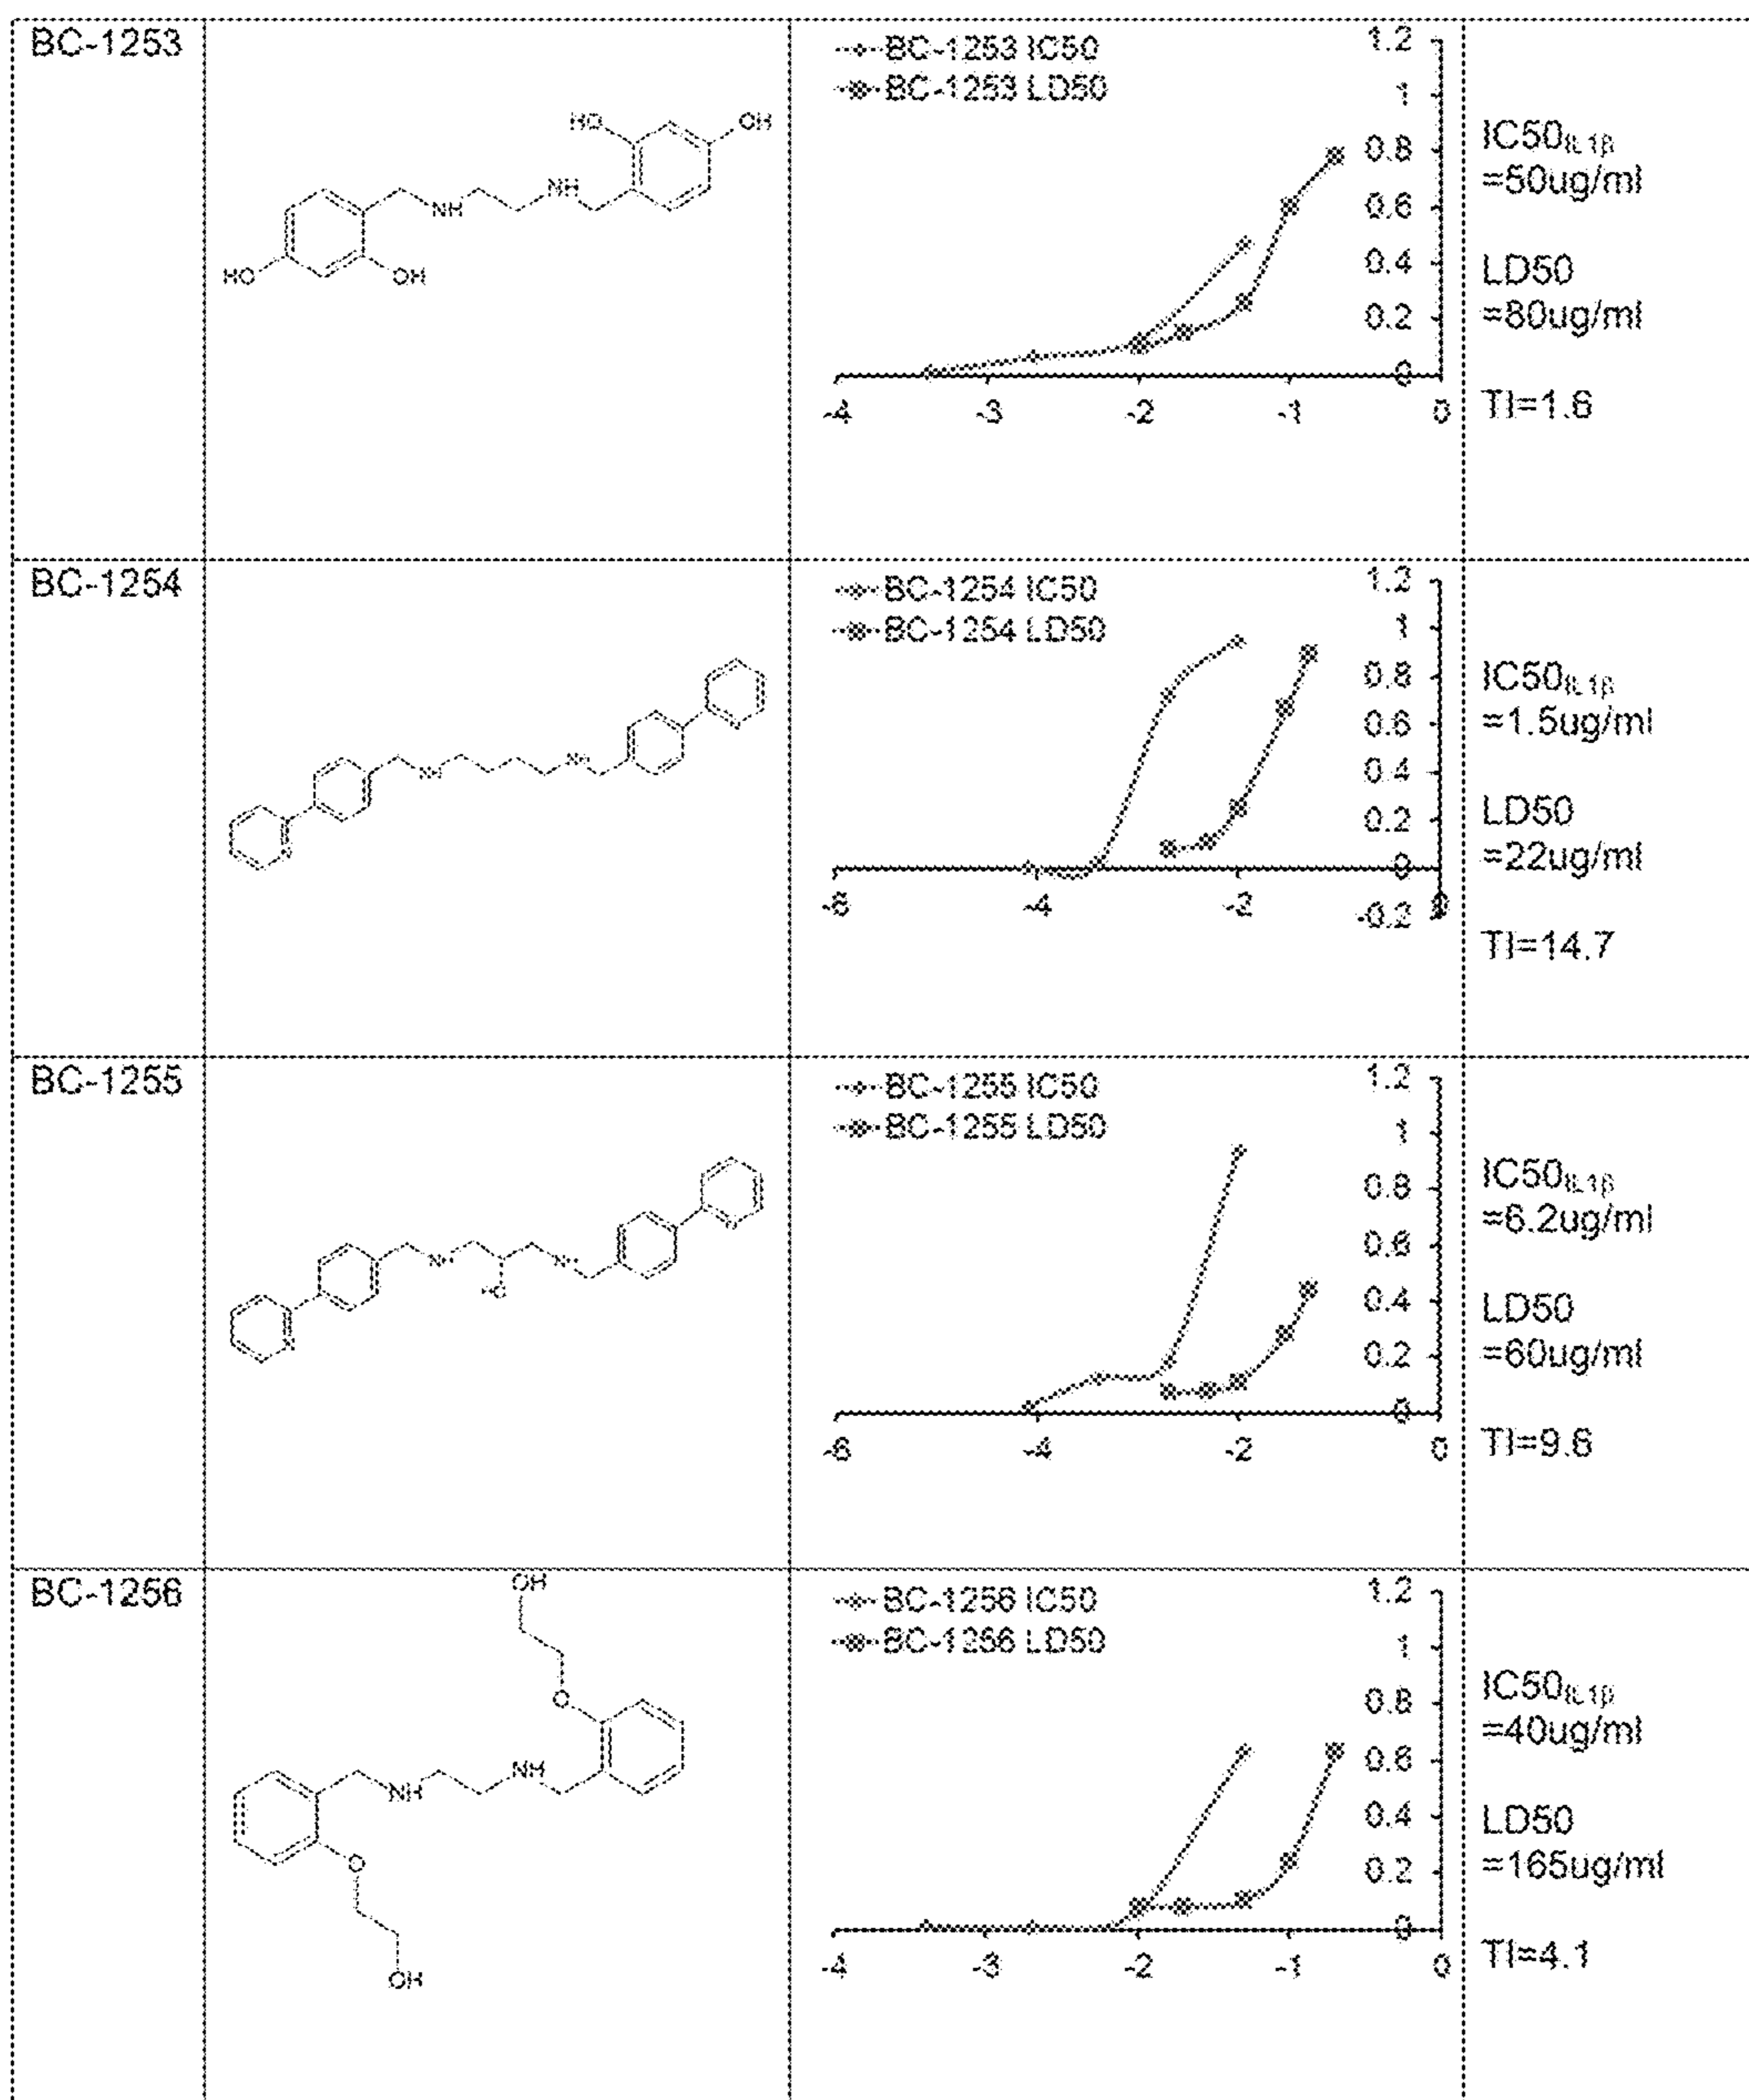 BC-1253
HO
OH
NH
NH
HO
OH
BC-1253 IC50
BC-1253 LD50
1.2
1
0.8
0.6
0.4
0.2
0
-4
-3
-2
-1
0
IC50IL1β
=50ug/ml
LD50
=80ug/ml
TI=1.6
BC-1254
NH
NH
N
N
BC-1254 IC50
BC-1254 LD50
1.2
1
0.8
0.6
0.4
0.2
0
-0.2
-6
-4
-2
0
IC50IL1β
=1.5ug/ml
LD50
=22ug/ml
TI=14.7
BC-1255
N
NH
NH
HO
N
BC-1255 IC50
BC-1255 LD50
1.2
1
0.8
0.6
0.4
0.2
0
-6
-4
-2
0
IC50IL1β
=6.2ug/ml
LD50
=60ug/ml
TI=9.6
BC-1256
OH
O
NH
NH
O
OH
BC-1256 IC50
BC-1256 LD50
1.2
1
0.8
0.6
0.4
0.2
0
-4
-3
-2
-1
0
IC50IL1β
=40ug/ml
LD50
=165ug/ml
TI=4.1